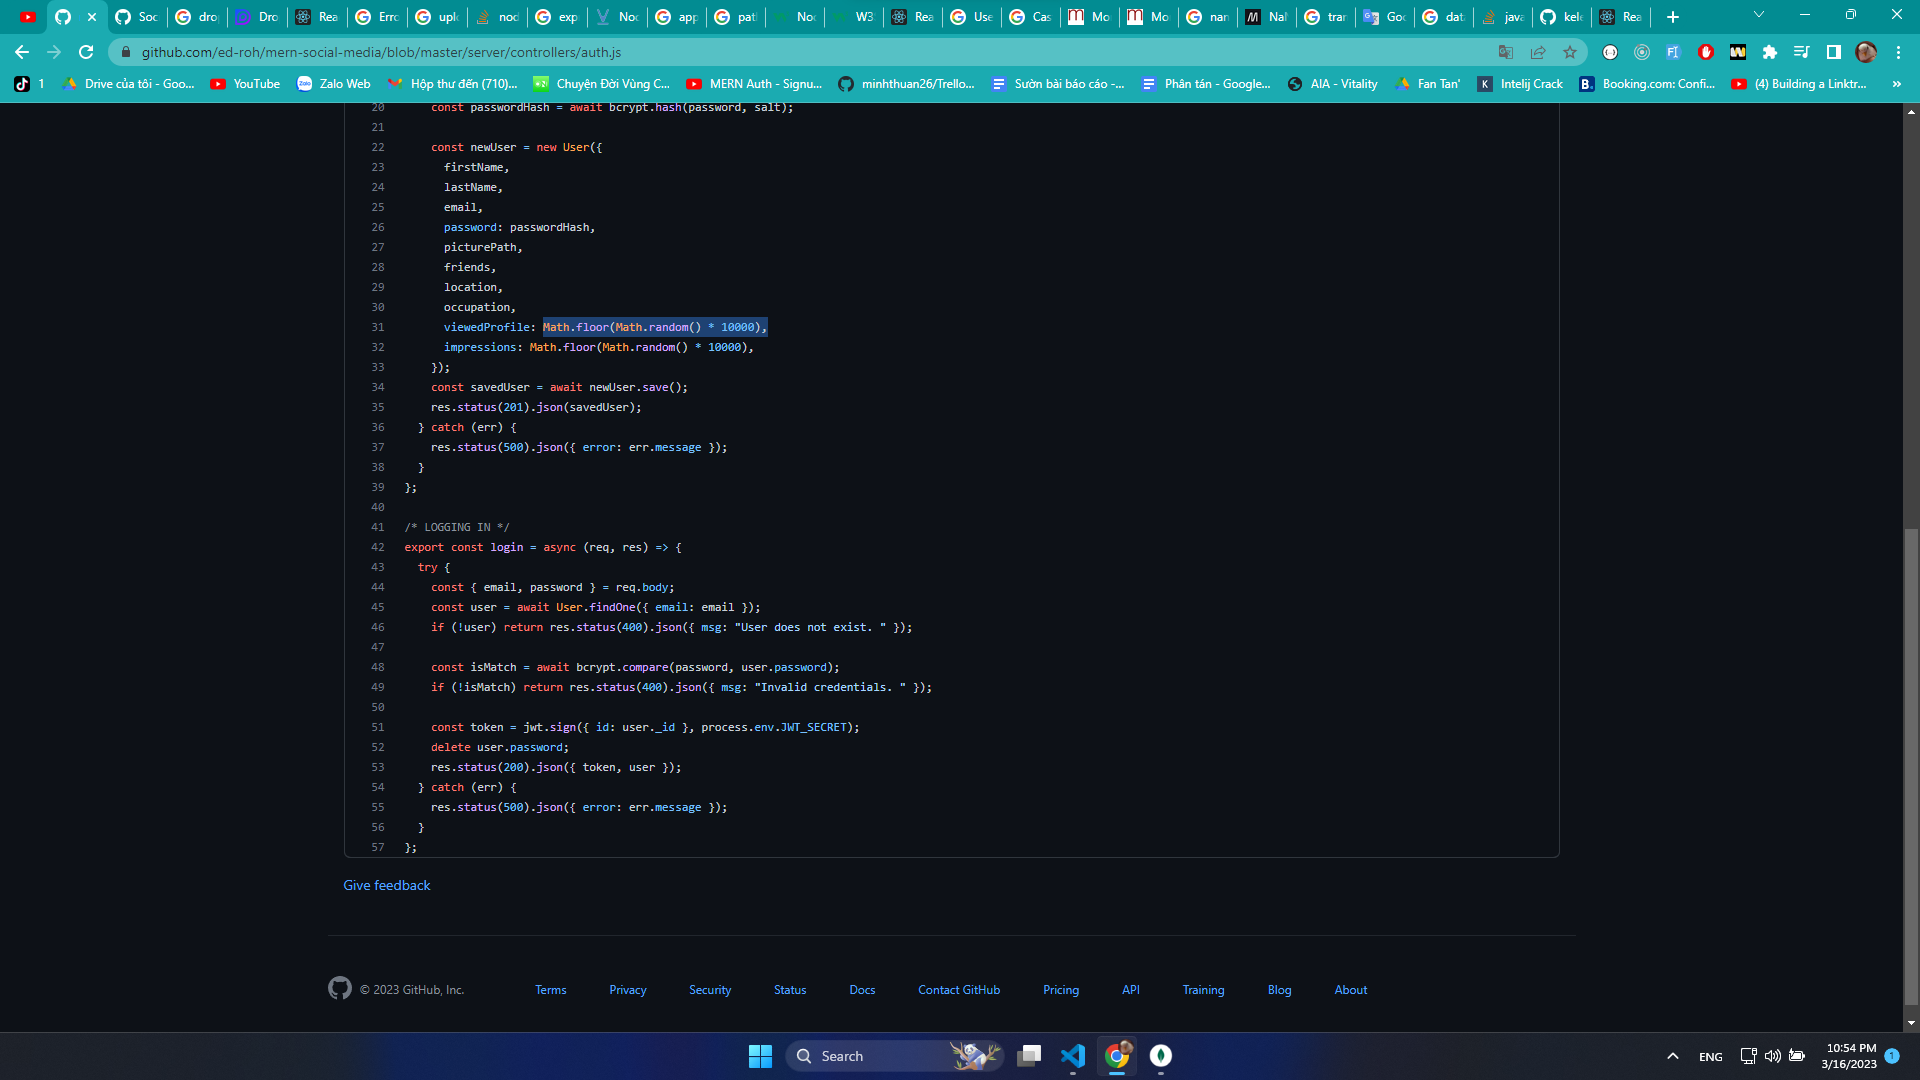 Soc
dro
Dro
Rea
Erro
uplo
nod
exp
Noc
app
patl
Noc
W3
Rea
Use
Cas
Mo
Mo
nan
Nal
tran
Goo
data
java
kele
Rea
github.com/ed-roh/mern-social-media/blob/master/server/controllers/auth.js
1
Drive của tôi - Goo...
YouTube
Zalo Web
Hộp thư đến (710)...
Chuyện Đời Vùng C...
MERN Auth - Signu...
minhthuan26/Trello...
Sườn bài báo cáo -...
Phân tán - Google...
AIA - Vitality
Fan Tan'
Intelij Crack
Booking.com: Confi...
(4) Building a Linktr...
»
20 const passwordHash = await bcrypt.hash(password, salt);
21
22 const newUser = new User({
23 firstName,
24 lastName,
25 email,
26 password: passwordHash,
27 picturePath,
28 friends,
29 location,
30 occupation,
31 viewedProfile: Math.floor(Math.random() * 10000),
32 impressions: Math.floor(Math.random() * 10000),
33 });
34 const savedUser = await newUser.save();
35 res.status(201).json(savedUser);
36 } catch (err) {
37 res.status(500).json({ error: err.message });
38 }
39 };
40
41 /* LOGGING IN */
42 export const login = async (req, res) => {
43 try {
44 const { email, password } = req.body;
45 const user = await User.findOne({ email: email });
46 if (!user) return res.status(400).json({ msg: "User does not exist. " });
47
48 const isMatch = await bcrypt.compare(password, user.password);
49 if (!isMatch) return res.status(400).json({ msg: "Invalid credentials. " });
50
51 const token = jwt.sign({ id: user._id }, process.env.JWT_SECRET);
52 delete user.password;
53 res.status(200).json({ token, user });
54 } catch (err) {
55 res.status(500).json({ error: err.message });
56 }
57 };
Give feedback
© 2023 GitHub, Inc.
Terms
Privacy
Security
Status
Docs
Contact GitHub
Pricing
API
Training
Blog
About
Search
ENG
10:54 PM
3/16/2023
1